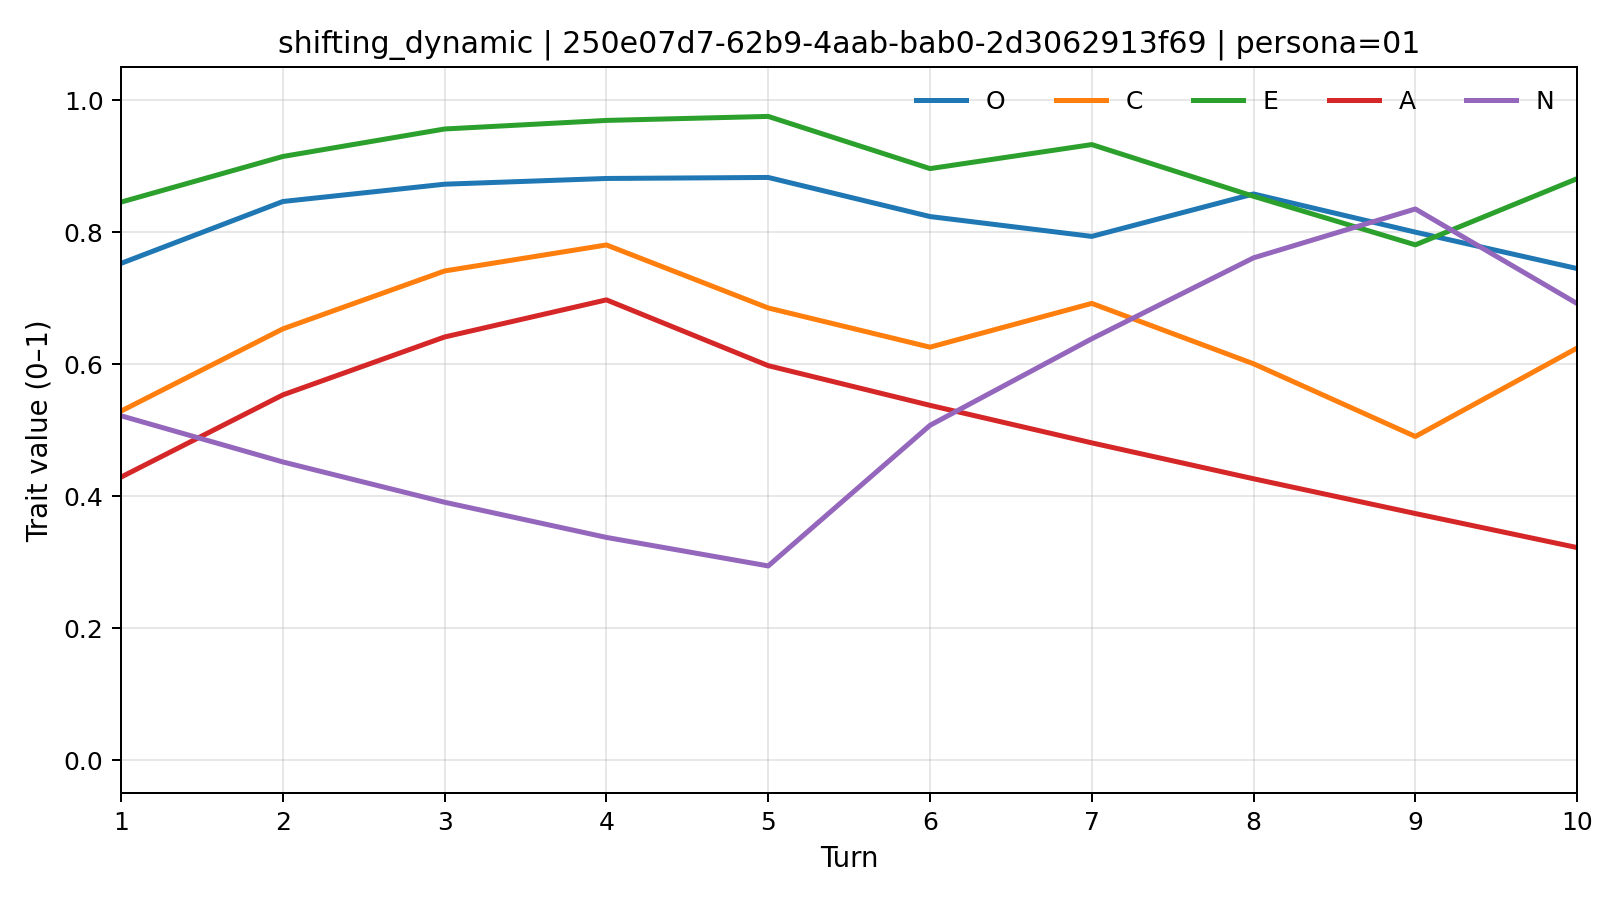 shifting_dynamic | 250e07d7-62b9-4aab-bab0-2d3062913f69 | persona=01
O C E A N
Trait value (0–1)
1.0
0.8
0.6
0.4
0.2
0.0
1 2 3 4 5 6 7 8 9 10
Turn